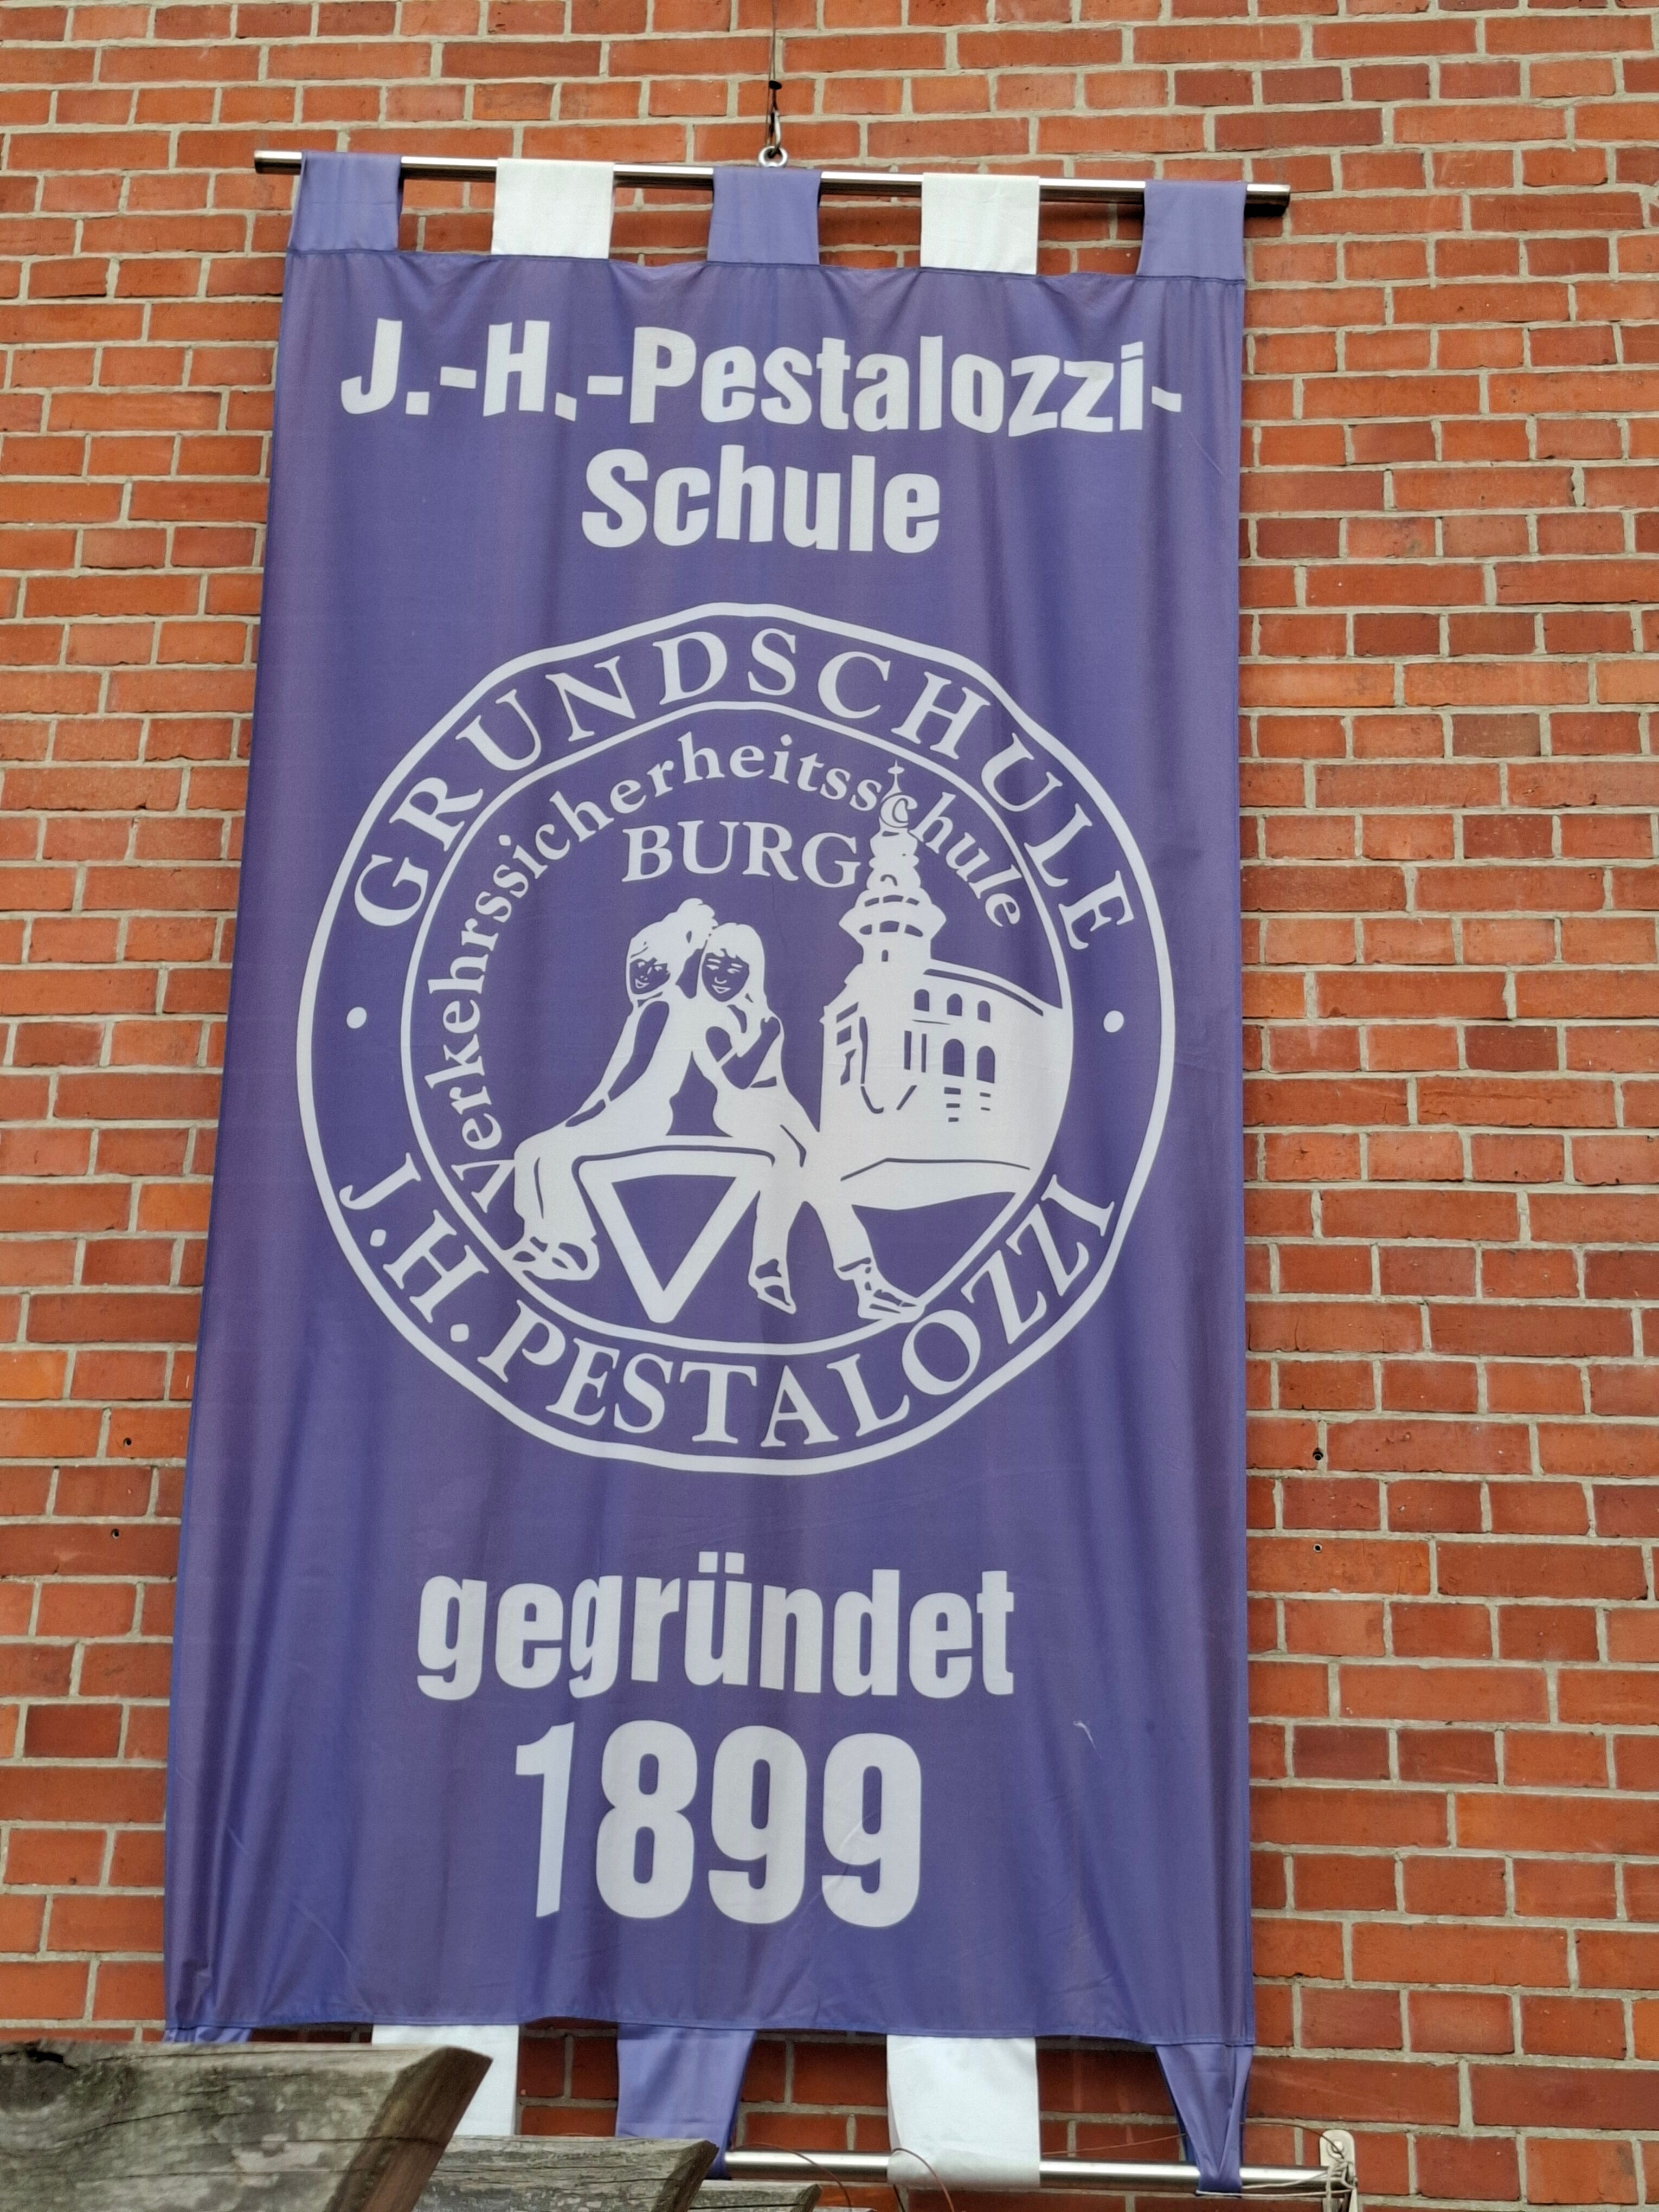 J.-H.-Pestalozzi-
Schule
GRUNDSCHULE
Verkehrssicherheitsschule
BURG
J.H.PESTALOZZI
gegründet
1899